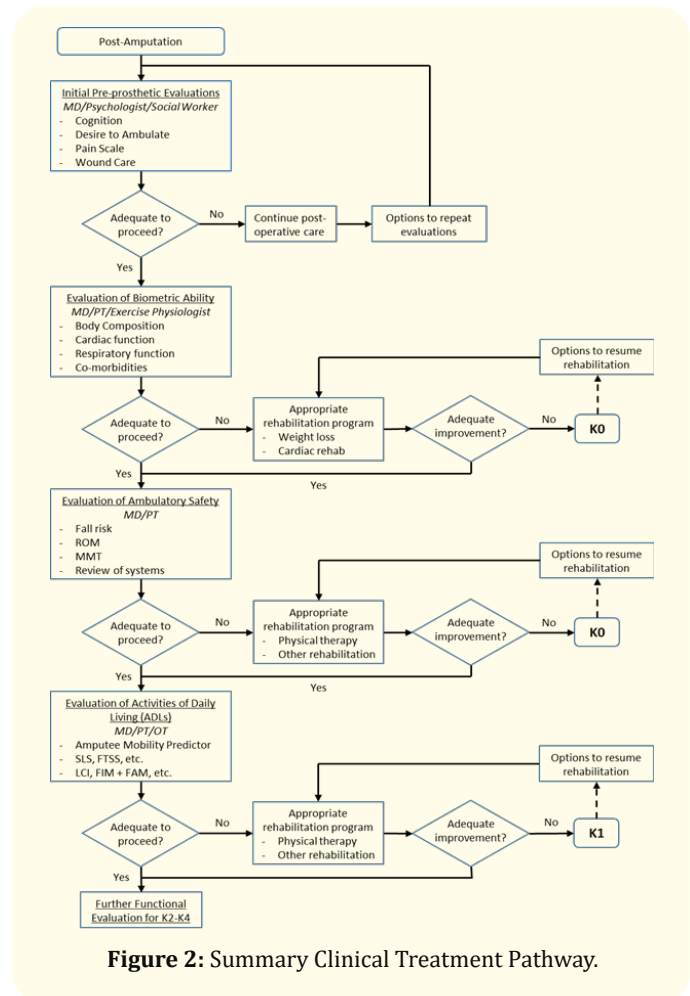 Post-Amputation
Initial Pre-prosthetic Evaluations
MD/Psychologist/Social Worker
- Cognition
- Desire to Ambulate
- Pain Scale
- Wound Care
Adequate to
proceed?
No
Continue post-
operative care
Options to repeat
evaluations
Yes
Evaluation of Biometric Ability
MD/PT/Exercise Physiologist
- Body Composition
- Cardiac function
- Respiratory function
- Co-morbidities
Options to resume
rehabilitation
Adequate to
proceed?
No
Appropriate
rehabilitation program
- Weight loss
- Cardiac rehab
Adequate
improvement?
No
K0
Yes
Yes
Evaluation of Ambulatory Safety
MD/PT
- Fall risk
- ROM
- MMT
- Review of systems
Options to resume
rehabilitation
Adequate to
proceed?
No
Appropriate
rehabilitation program
- Physical therapy
- Other rehabilitation
Adequate
improvement?
No
K0
Yes
Yes
Evaluation of Activities of Daily
Living (ADLs)
MD/PT/OT
- Amputee Mobility Predictor
- SLS, FTSS, etc.
- LCI, FIM + FAM, etc.
Options to resume
rehabilitation
Adequate to
proceed?
No
Appropriate
rehabilitation program
- Physical therapy
- Other rehabilitation
Adequate
improvement?
No
K1
Yes
Yes
Further Functional
Evaluation for K2-K4
Figure 2: Summary Clinical Treatment Pathway.